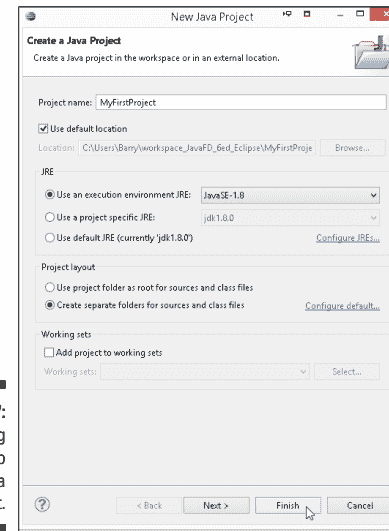 New Java Project
Create a Java Project
Create a Java project in the workspace or in an external location.
Project name: MyFirstProject
Use default location
Location: C:\Users\Barry\workspace_JavaFD_6ed_Eclipse\MyFirstProje Browse...
JRE
Use an execution environment JRE: JavaSE-1.8
Use a project specific JRE: jdk1.8.0
Use default JRE (currently 'jdk1.8.0') Configure JREs...
Project layout
Use project folder as root for sources and class files
Create separate folders for sources and class files Configure default...
Working sets
Add project to working sets
Working sets: Select...
:
g
o
a
t.
? < Back Next > Finish Cancel